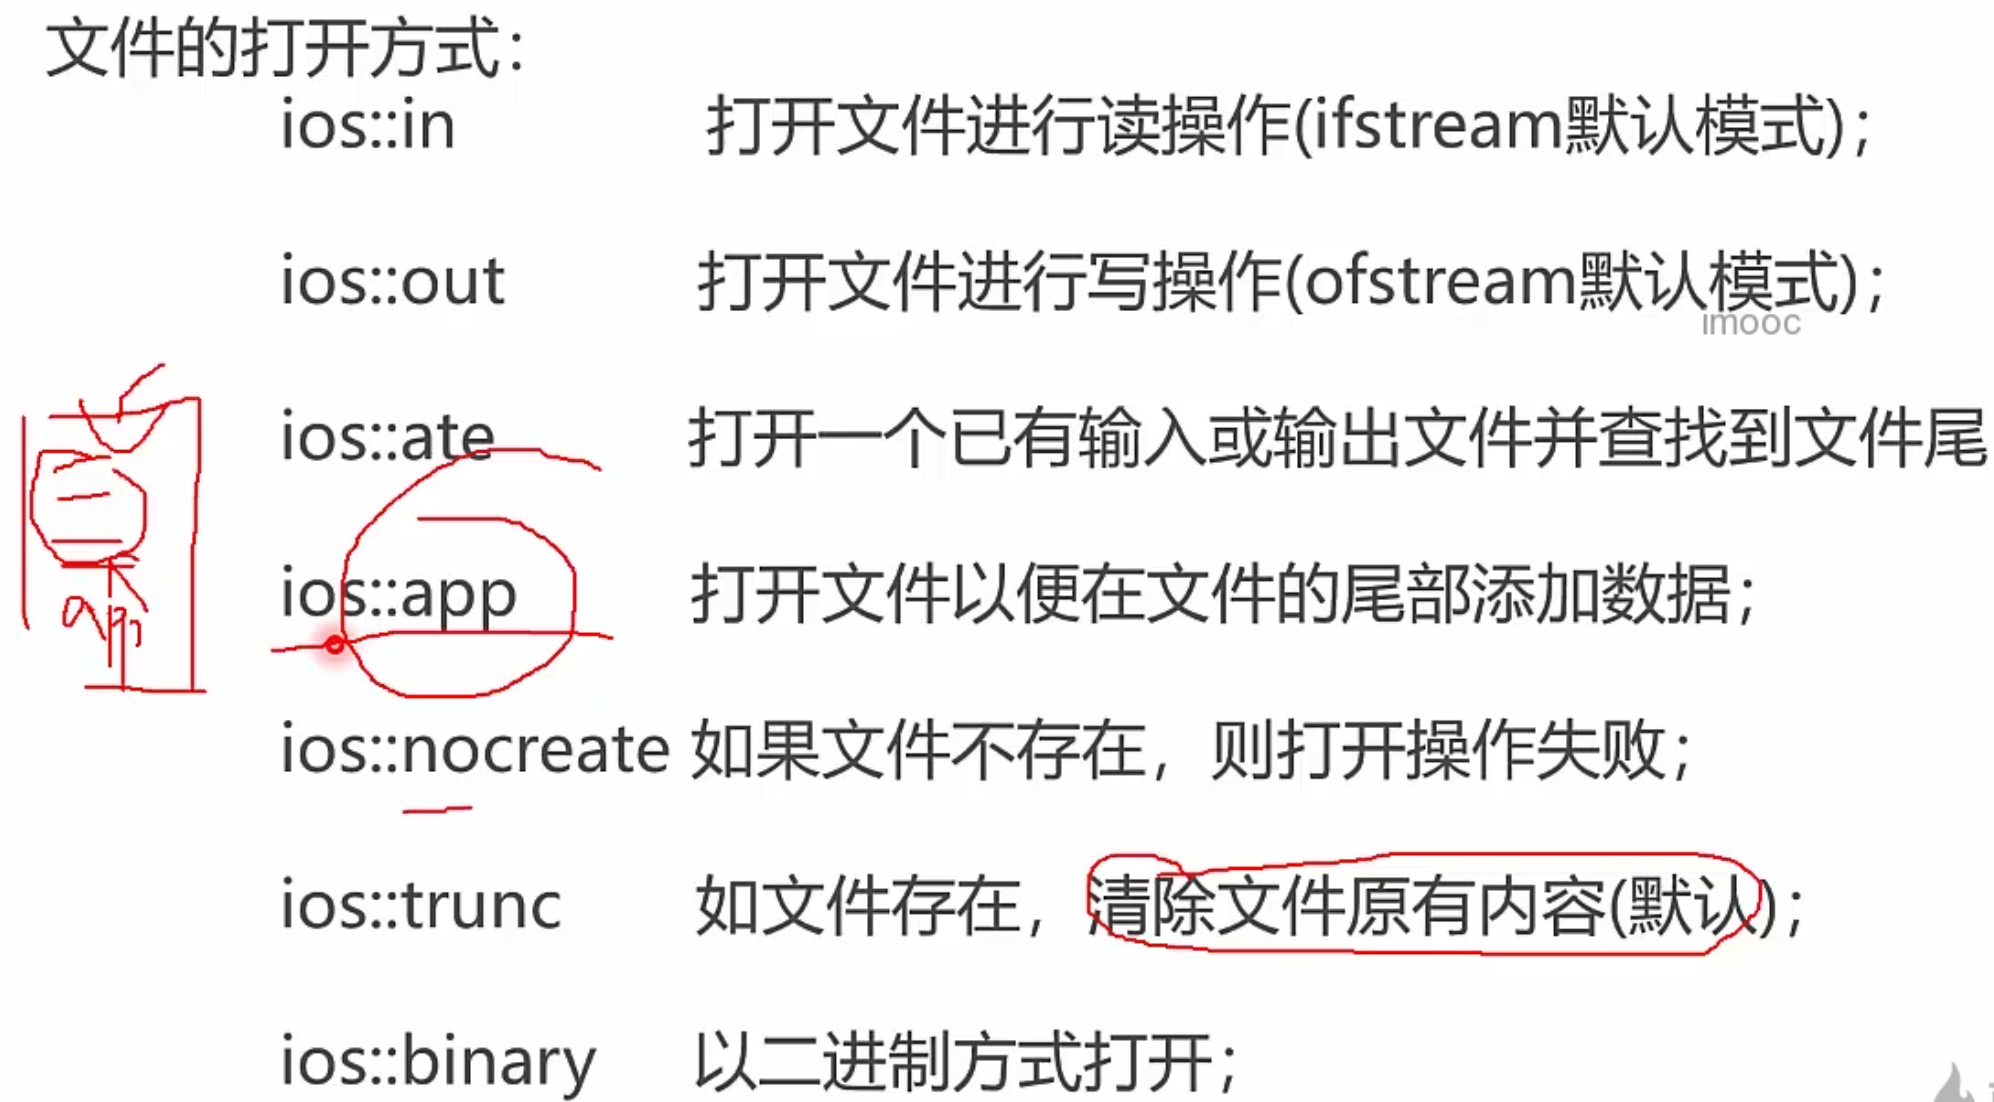 文件的打开方式：
ios::in 打开文件进行读操作(ifstream默认模式)；
ios::out 打开文件进行写操作(ofstream默认模式)；
imooc
ios::ate 打开一个已有输入或输出文件并查找到文件尾
ios::app 打开文件以便在文件的尾部添加数据；
app
ios::nocreate 如果文件不存在，则打开操作失败；
ios::trunc 如文件存在，清除文件原有内容(默认)；
ios::binary 以二进制方式打开；